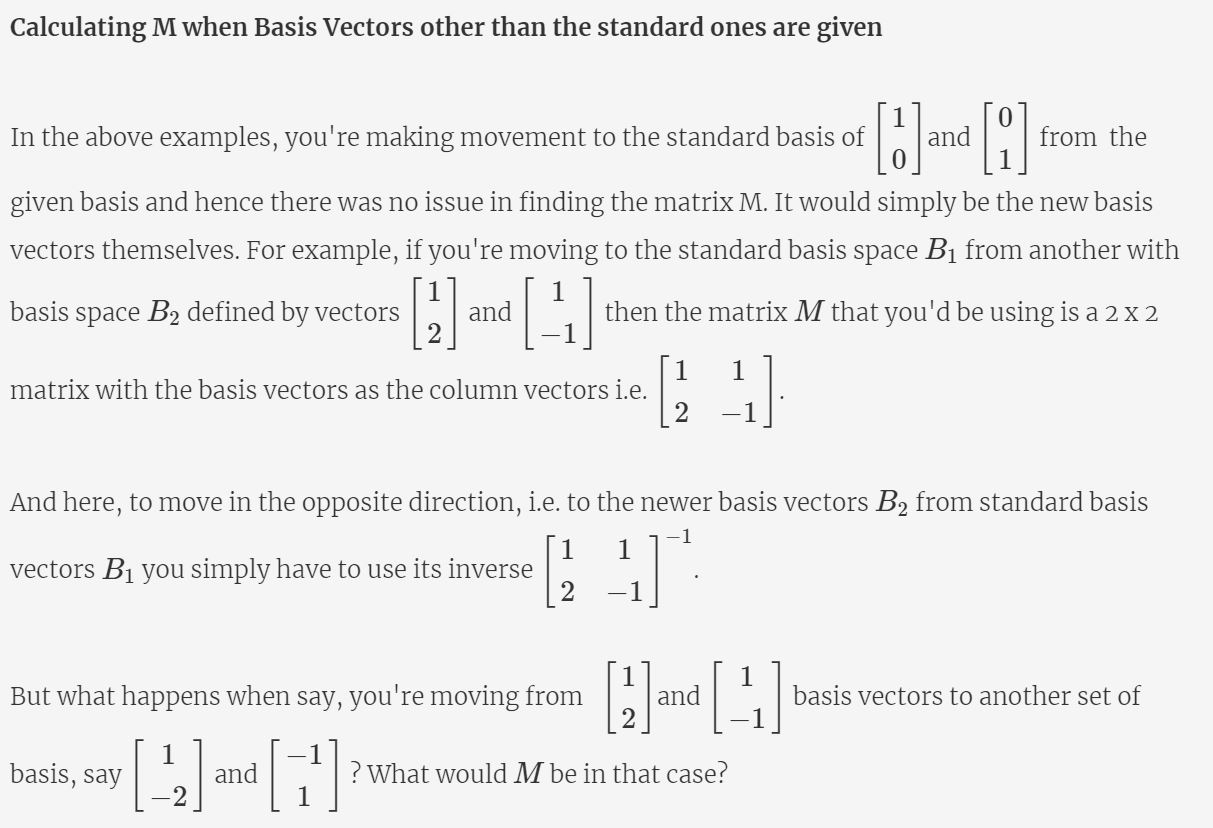 Calculating M when Basis Vectors other than the standard ones are given
In the above examples, you're making movement to the standard basis of $\begin{bmatrix} 1 \\ 0 \end{bmatrix}$ and $\begin{bmatrix} 0 \\ 1 \end{bmatrix}$ from the
given basis and hence there was no issue in finding the matrix M. It would simply be the new basis
vectors themselves. For example, if you're moving to the standard basis space $B_1$ from another with
basis space $B_2$ defined by vectors $\begin{bmatrix} 1 \\ 2 \end{bmatrix}$ and $\begin{bmatrix} 1 \\ -1 \end{bmatrix}$ then the matrix $M$ that you'd be using is a 2 x 2
matrix with the basis vectors as the column vectors i.e. $\begin{bmatrix} 1 & 1 \\ 2 & -1 \end{bmatrix}$.
And here, to move in the opposite direction, i.e. to the newer basis vectors $B_2$ from standard basis
vectors $B_1$ you simply have to use its inverse $\begin{bmatrix} 1 & 1 \\ 2 & -1 \end{bmatrix}^{-1}$.
But what happens when say, you're moving from $\begin{bmatrix} 1 \\ 2 \end{bmatrix}$ and $\begin{bmatrix} 1 \\ -1 \end{bmatrix}$ basis vectors to another set of
basis, say $\begin{bmatrix} 1 \\ -2 \end{bmatrix}$ and $\begin{bmatrix} -1 \\ 1 \end{bmatrix}$ ? What would $M$ be in that case?